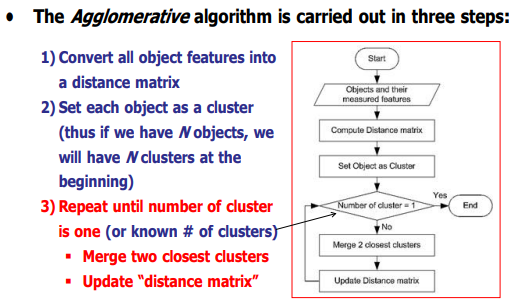 • The Agglomerative algorithm is carried out in three steps:
1) Convert all object features into
a distance matrix
2) Set each object as a cluster
(thus if we have N objects, we
will have N clusters at the
beginning)
3) Repeat until number of cluster
is one (or known # of clusters)
▪ Merge two closest clusters
▪ Update “distance matrix”
Start
Objects and their
measured features
Compute Distance matrix
Set Object as Cluster
Number of cluster = 1
Yes
End
No
Merge 2 closest clusters
Update Distance matrix